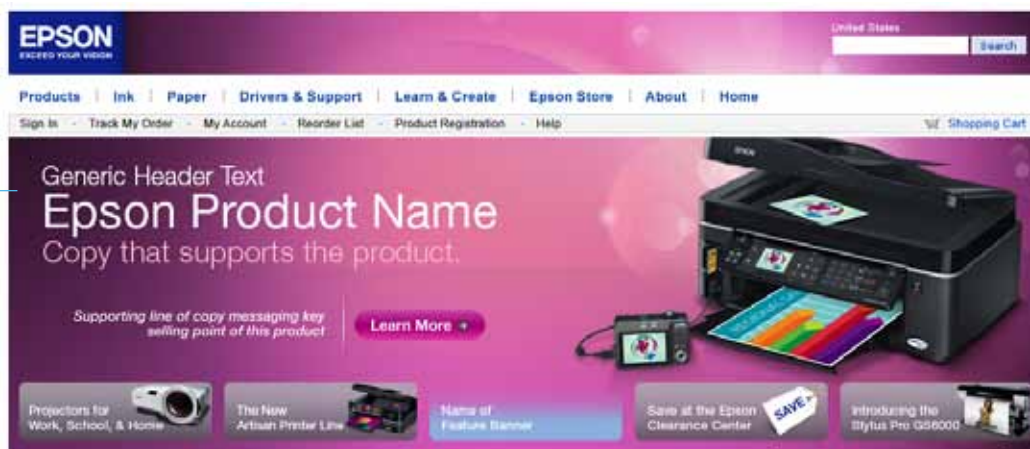 EPSON
EXCEED YOUR VISION
United States
Search
Products | Ink | Paper | Drivers & Support | Learn & Create | Epson Store | About | Home
Sign In - Track My Order - My Account - Reorder List - Product Registration - Help
Shopping Cart
Generic Header Text
Epson Product Name
Copy that supports the product.
Supporting line of copy messaging key
selling point of this product
Learn More
EPSON
Projectors for
Work, School, & Home
The New
Artisan Printer Line
Name of
Feature Banner
Save at the Epson
Clearance Center
SAVE
Introducing the
Stylus Pro GS6000